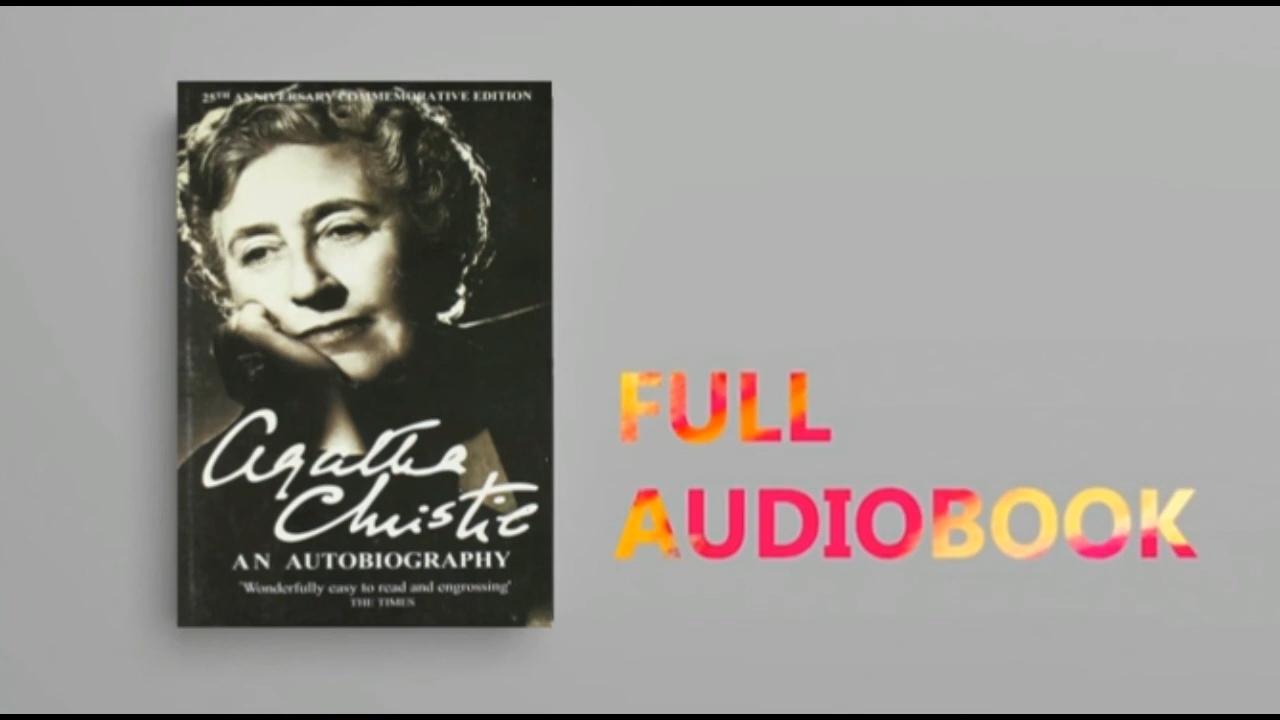 25TH ANNIVERSARY COMMEMORATIVE EDITION
Agatha
Christie
AN AUTOBIOGRAPHY
'Wonderfully easy to read and engrossing'
THE TIMES
FULL
AUDIOBOOK